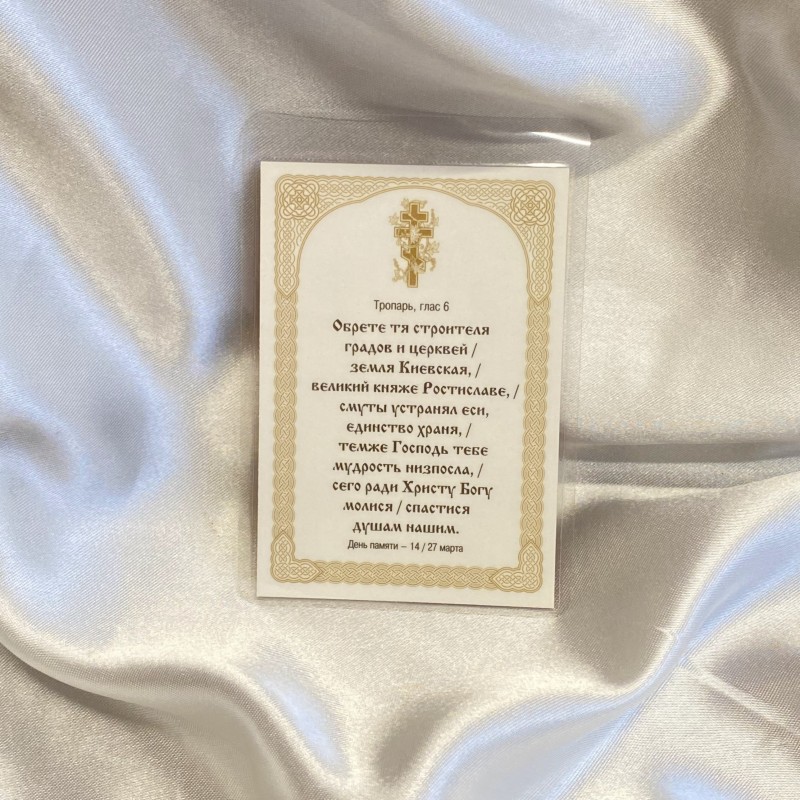 Тропарь, глас 6
Обрете тя строителя
градов и церквей /
земля Киевская, /
великий княже Ростиславе, /
смуты устранял еси,
единство храня, /
темже Господь тебе
мудрость низпосла, /
сего ради Христу Богу
молися / спастися
душам нашим.
День памяти – 14 / 27 марта